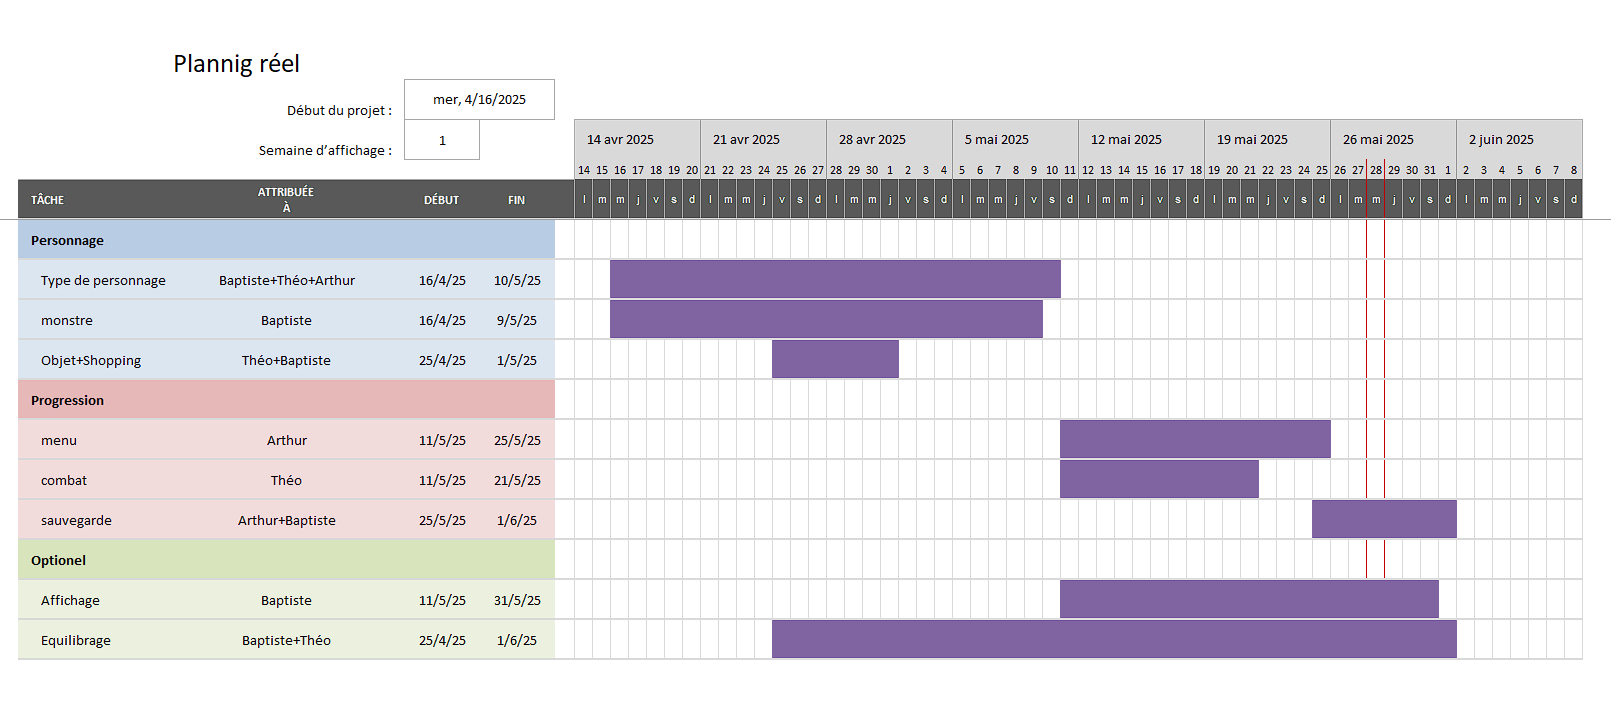 Plannig réel
Début du projet : mer, 4/16/2025
Semaine d’affichage : 1
14 avr 2025 21 avr 2025 28 avr 2025 5 mai 2025 12 mai 2025 19 mai 2025 26 mai 2025 2 juin 2025
14 15 16 17 18 19 20 21 22 23 24 25 26 27 28 29 30 1 2 3 4 5 6 7 8 9 10 11 12 13 14 15 16 17 18 19 20 21 22 23 24 25 26 27 28 29 30 31 1 2 3 4 5 6 7 8
TÂCHE ATTRIBUÉE À DÉBUT FIN l m m j v s d l m m j v s d l m m j v s d l m m j v s d l m m j v s d l m m j v s d l m m j v s d l m m j v s d
Personnage
Type de personnage Baptiste+Théo+Arthur 16/4/25 10/5/25
monstre Baptiste 16/4/25 9/5/25
Objet+Shopping Théo+Baptiste 25/4/25 1/5/25
Progression
menu Arthur 11/5/25 25/5/25
combat Théo 11/5/25 21/5/25
sauvegarde Arthur+Baptiste 25/5/25 1/6/25
Optionel
Affichage Baptiste 11/5/25 31/5/25
Equilibrage Baptiste+Théo 25/4/25 1/6/25